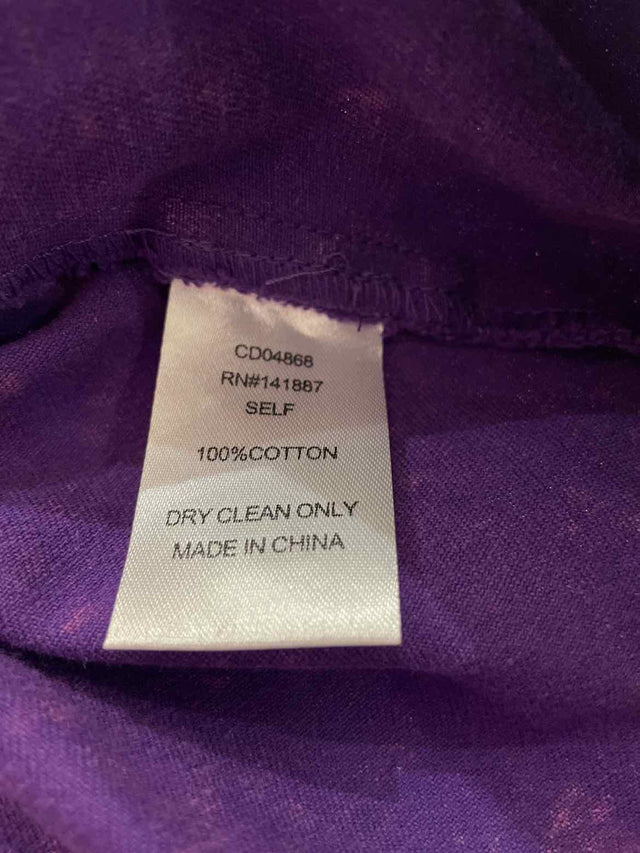 CD04868
RN#141887
SELF
100%COTTON
DRY CLEAN ONLY
MADE IN CHINA